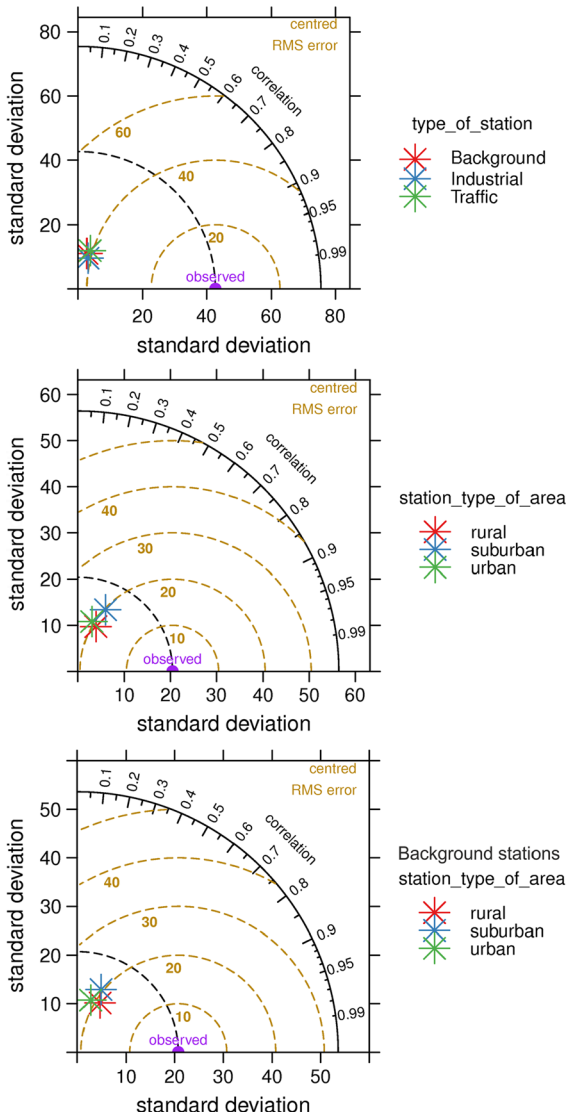 centred
RMS error
80
60
40
20
standard deviation
0.1
0.2
0.3
0.4
0.5
0.6
0.7
0.8
0.9
0.95
0.99
correlation
60
40
20
observed
20
40
60
80
standard deviation
type_of_station
Background
Industrial
Traffic
centred
RMS error
60
50
40
30
20
10
standard deviation
0.1
0.2
0.3
0.4
0.5
0.6
0.7
0.8
0.9
0.95
0.99
correlation
40
30
20
10
observed
10
20
30
40
50
60
standard deviation
station_type_of_area
rural
suburban
urban
centred
RMS error
50
40
30
20
10
standard deviation
0.1
0.2
0.3
0.4
0.5
0.6
0.7
0.8
0.9
0.95
0.99
correlation
40
30
20
10
observed
10
20
30
40
50
standard deviation
Background stations
station_type_of_area
rural
suburban
urban